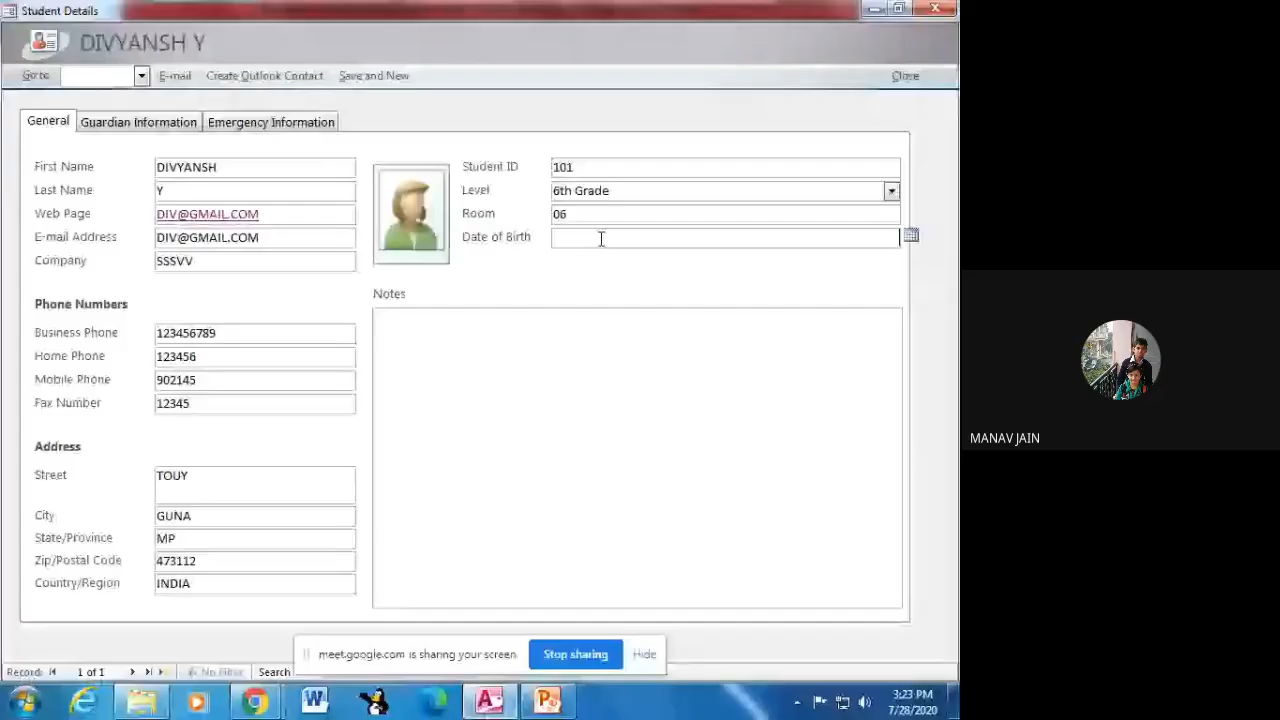 Student Details
DIVYANSH Y
Go to
E-mail
Create Outlook Contact
Save and New
Close
General
Guardian Information
Emergency Information
First Name DIVYANSH
Last Name Y
Web Page DIV@GMAIL.COM
E-mail Address DIV@GMAIL.COM
Company SSSVV
Student ID 101
Level 6th Grade
Room 06
Date of Birth
Notes
Phone Numbers
Business Phone 123456789
Home Phone 123456
Mobile Phone 902145
Fax Number 12345
Address
Street TOUY
City GUNA
State/Province MP
Zip/Postal Code 473112
Country/Region INDIA
meet.google.com is sharing your screen.
Stop sharing
Hide
Record: 1 of 1 No Filter Search
3:23 PM
7/28/2020
MANAV JAIN